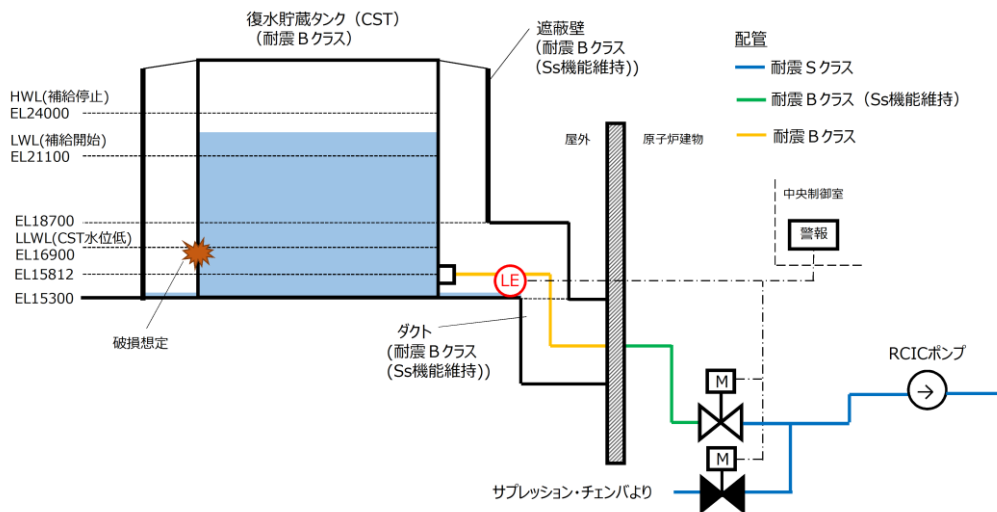 復水貯蔵タンク（CST）
（耐震Ｂクラス）
遮蔽壁
（耐震Ｂクラス
（Ss機能維持））
配管
耐震Ｓクラス
耐震Ｂクラス（Ss機能維持）
耐震Ｂクラス
HWL(補給停止)
EL24000
LWL(補給開始)
EL21100
EL18700
LLWL(CST水位低)
EL16900
EL15812
EL15300
屋外
原子炉建物
中央制御室
警報
LE
破損想定
ダクト
(耐震Ｂクラス
(Ss機能維持))
RCICポンプ
M
M
サプレッション・チェンバより